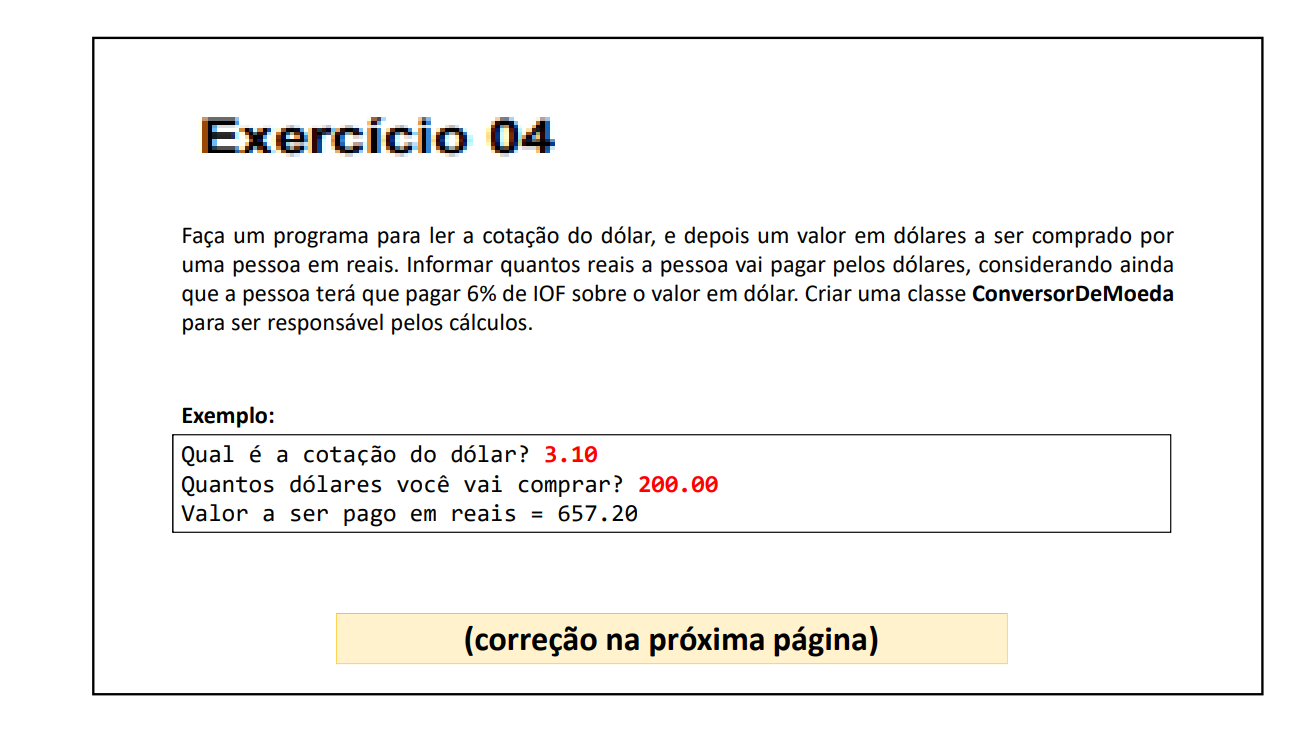 Exercício 04
Faça um programa para ler a cotação do dólar, e depois um valor em dólares a ser comprado por
uma pessoa em reais. Informar quantos reais a pessoa vai pagar pelos dólares, considerando ainda
que a pessoa terá que pagar 6% de IOF sobre o valor em dólar. Criar uma classe ConversorDeMoeda
para ser responsável pelos cálculos.
Exemplo:
Qual é a cotação do dólar? 3.10
Quantos dólares você vai comprar? 200.00
Valor a ser pago em reais = 657.20
(correção na próxima página)